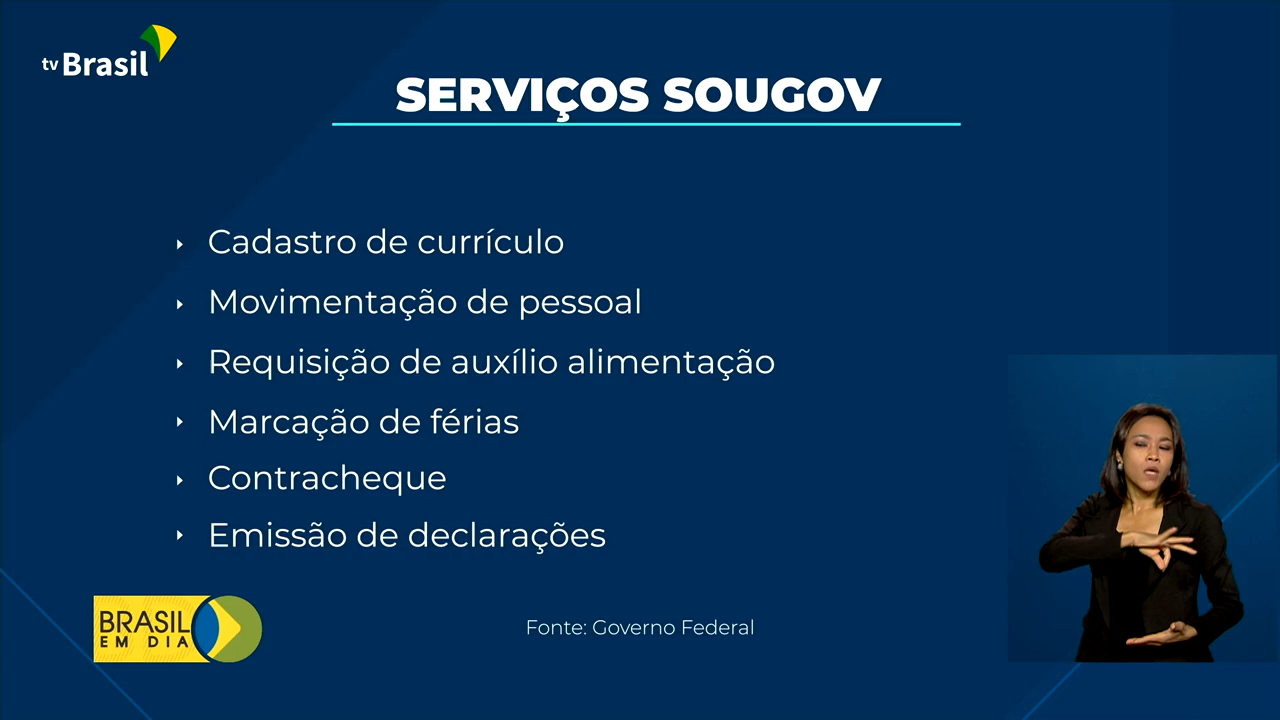 tv Brasil
SERVIÇOS SOUGOV
Cadastro de currículo
Movimentação de pessoal
Requisição de auxílio alimentação
Marcação de férias
Contracheque
Emissão de declarações
BRASIL
EM DIA
Fonte: Governo Federal